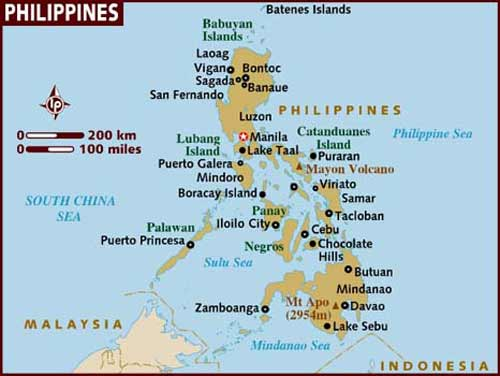 PHILIPPINES
Batenes Islands
Babuyan
Islands
Laoag
Vigan
Bontoc
Sagada
Banaue
San Fernando
Luzon
PHILIPPINES
lp
0 200 km
0 100 miles
Manila
Catanduanes
Island
Philippine Sea
Lubang
Island
Lake Taal
Puraran
Puerto Galera
Mayon Volcano
Mindoro
Viriato
Boracay Island
Samar
SOUTH CHINA
SEA
Panay
Tacloban
Palawan
Iloilo City
Cebu
Puerto Princesa
Negros
Chocolate
Hills
Sulu Sea
Butuan
Mindanao
Zamboanga
Mt Apo
(2954m)
Davao
MALAYSIA
Lake Sebu
Mindanao Sea
INDONESIA